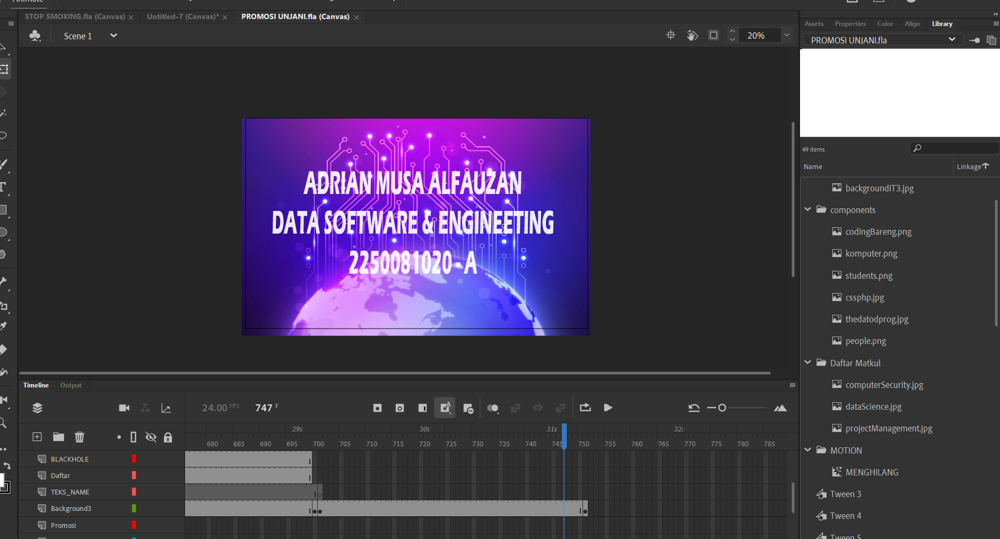 STOP SMOKING.fla (Canvas)
Untitled-7 (Canvas)*
PROMOSI UNJANI.fla (Canvas)
Scene 1
20%
ADRIAN MUSA ALFAUZAN
DATA SOFTWARE & ENGINEETING
2250081020 - A
Assets
Properties
Color
Align
Library
PROMOSI UNJANI.fla
49 items
Name
Linkage
backgroundIT3.jpg
components
codingBareng.png
komputer.png
students.png
cssphp.jpg
thedatodprog.jpg
people.png
Daftar Matkul
computerSecurity.jpg
dataScience.jpg
projectManagement.jpg
MOTION
MENGHILANG
Tween 3
Tween 4
Tween 5
Timeline
Output
24.00 FPS
747 F
29s 30s 31s 32s
680 685 690 695 700 705 710 715 720 725 730 735 740 745 750 755 760 765 770 775 780 785
BLACKHOLE
Daftar
TEKS_NAME
Background3
Promosi